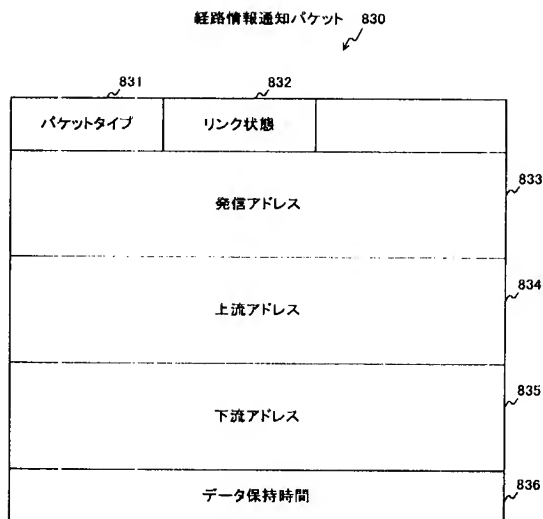 経路情報通知パケット 830
831 832
パケットタイプ リンク状態
発信アドレス 833
上流アドレス 834
下流アドレス 835
データ保持時間 836